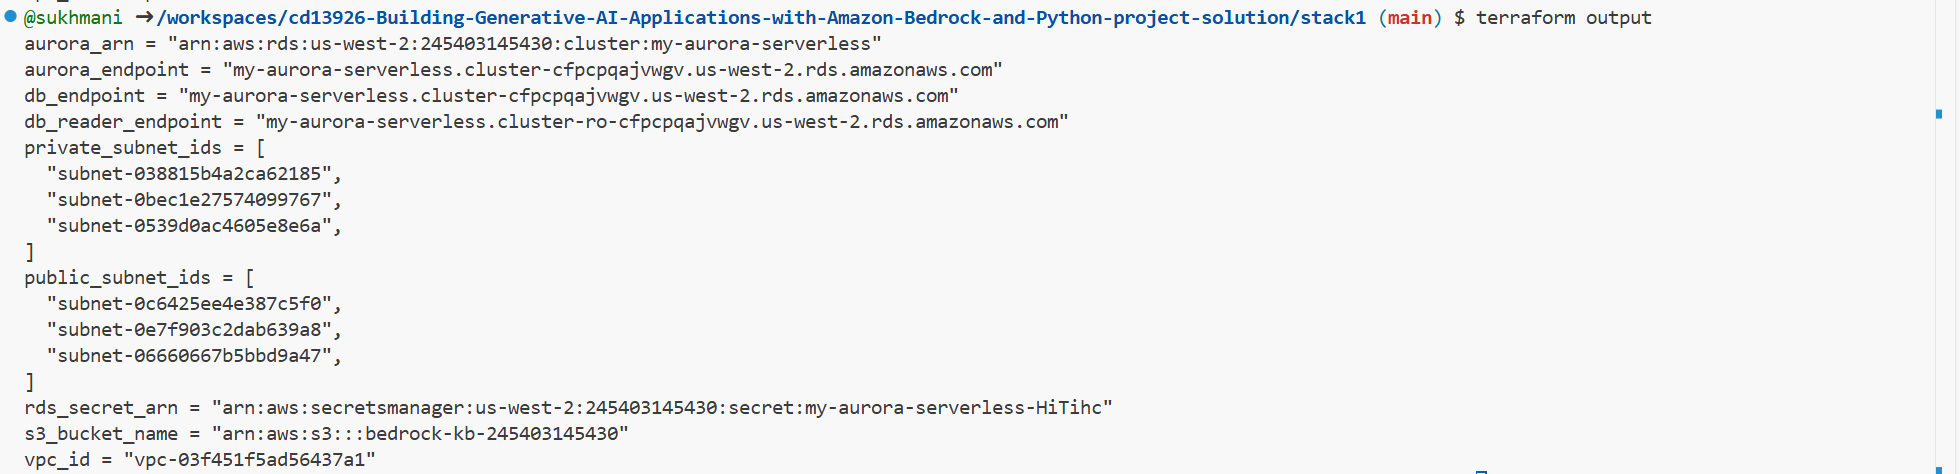 @sukhmani ➜/workspaces/cd13926-Building-Generative-AI-Applications-with-Amazon-Bedrock-and-Python-project-solution/stack1 (main) $ terraform output
aurora_arn = "arn:aws:rds:us-west-2:245403145430:cluster:my-aurora-serverless"
aurora_endpoint = "my-aurora-serverless.cluster-cfpcpqajvwgv.us-west-2.rds.amazonaws.com"
db_endpoint = "my-aurora-serverless.cluster-cfpcpqajvwgv.us-west-2.rds.amazonaws.com"
db_reader_endpoint = "my-aurora-serverless.cluster-ro-cfpcpqajvwgv.us-west-2.rds.amazonaws.com"
private_subnet_ids = [
  "subnet-038815b4a2ca62185",
  "subnet-0bec1e27574099767",
  "subnet-0539d0ac4605e8e6a",
]
public_subnet_ids = [
  "subnet-0c6425ee4e387c5f0",
  "subnet-0e7f903c2dab639a8",
  "subnet-06660667b5bbd9a47",
]
rds_secret_arn = "arn:aws:secretsmanager:us-west-2:245403145430:secret:my-aurora-serverless-HiTihc"
s3_bucket_name = "arn:aws:s3:::bedrock-kb-245403145430"
vpc_id = "vpc-03f451f5ad56437a1"